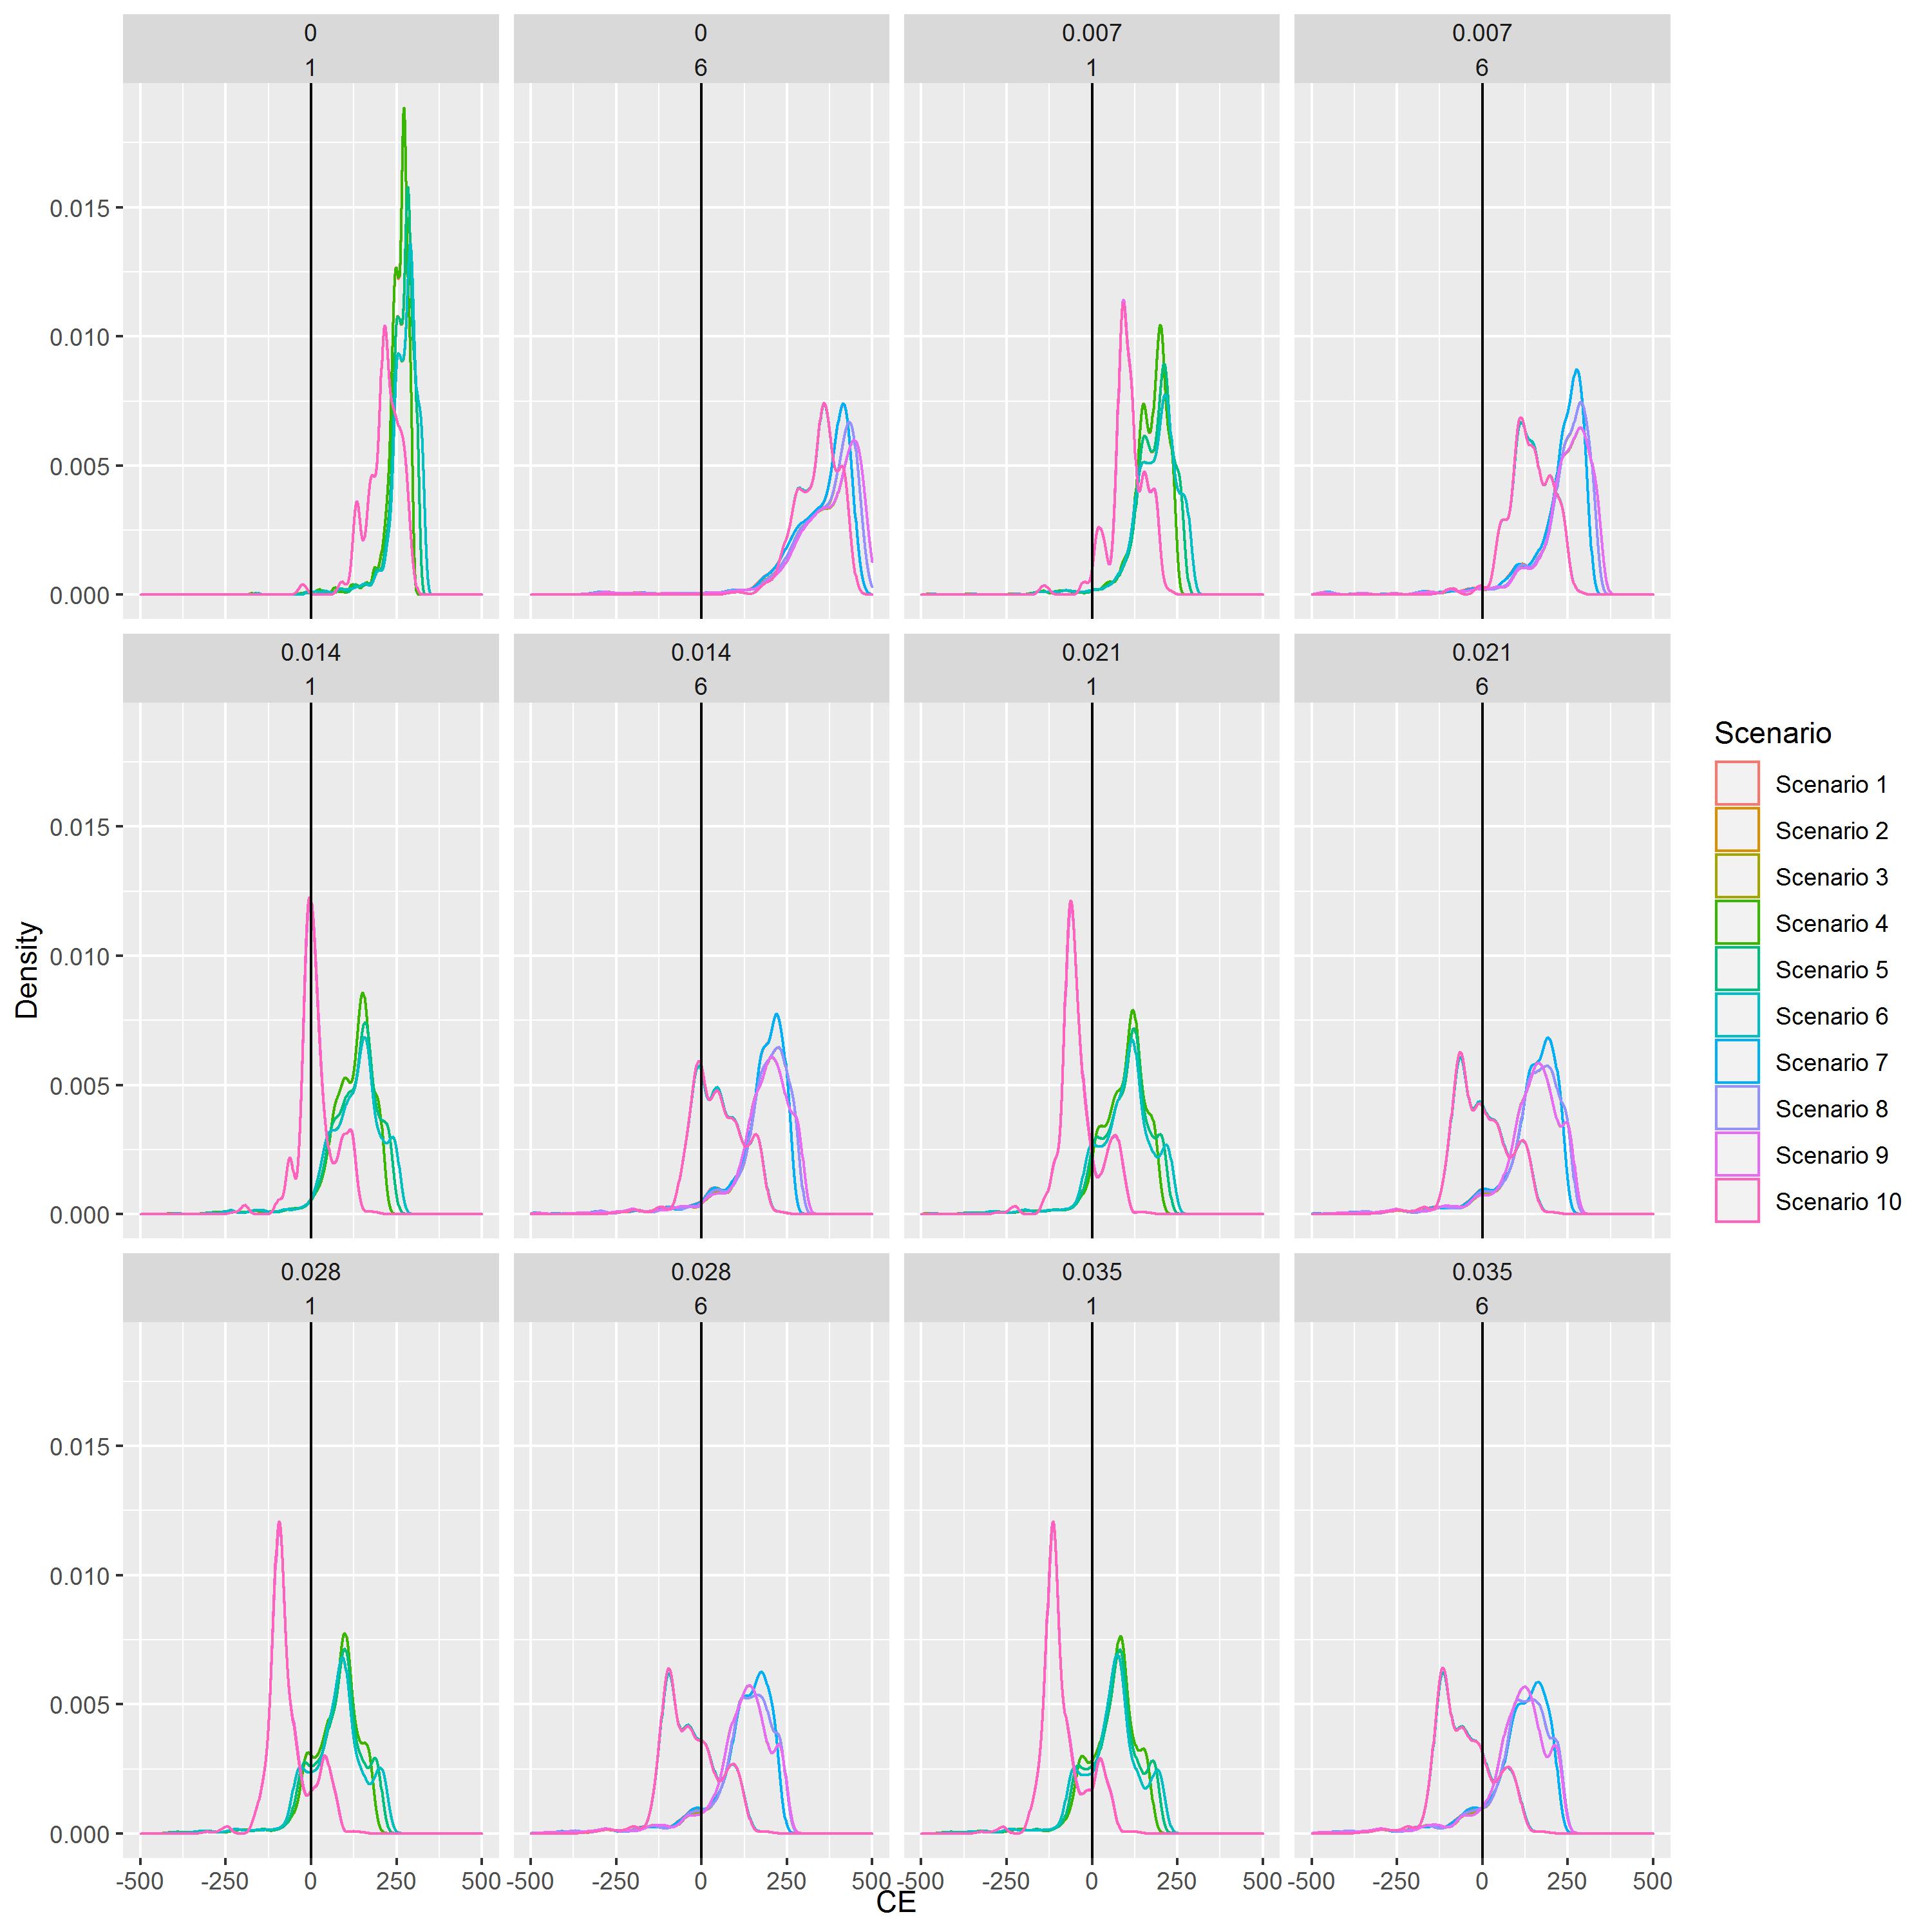 0 0 0.007 0.007
1 6 1 6
0.015
0.010
0.005
0.000
0.014 0.014 0.021 0.021
1 6 1 6
0.015
0.010
0.005
0.000
0.028 0.028 0.035 0.035
1 6 1 6
0.015
0.010
0.005
0.000
-500 -250 0 250 500 -500 -250 0 250 500 -500 -250 0 250 500 -500 -250 0 250 500
CE
Density
Scenario
Scenario 1
Scenario 2
Scenario 3
Scenario 4
Scenario 5
Scenario 6
Scenario 7
Scenario 8
Scenario 9
Scenario 10